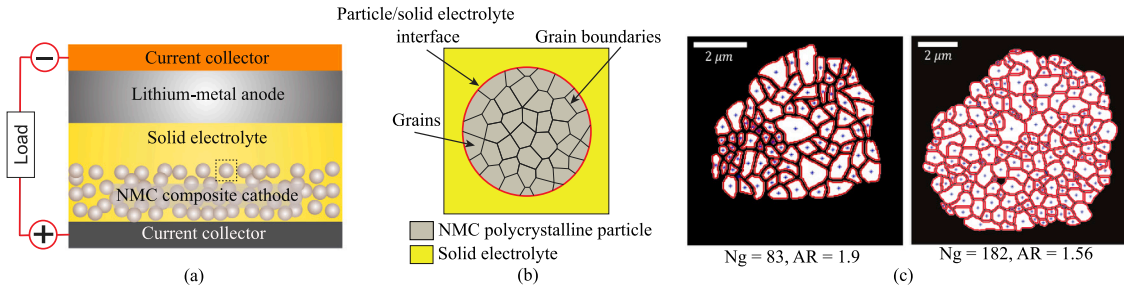 Current collector
Lithium-metal anode
Solid electrolyte
NMC composite cathode
Current collector
Load
−
+
(a)
Particle/solid electrolyte
interface
Grain boundaries
Grains
NMC polycrystalline particle
Solid electrolyte
(b)
2 μm
2 μm
Ng = 83, AR = 1.9
Ng = 182, AR = 1.56
(c)